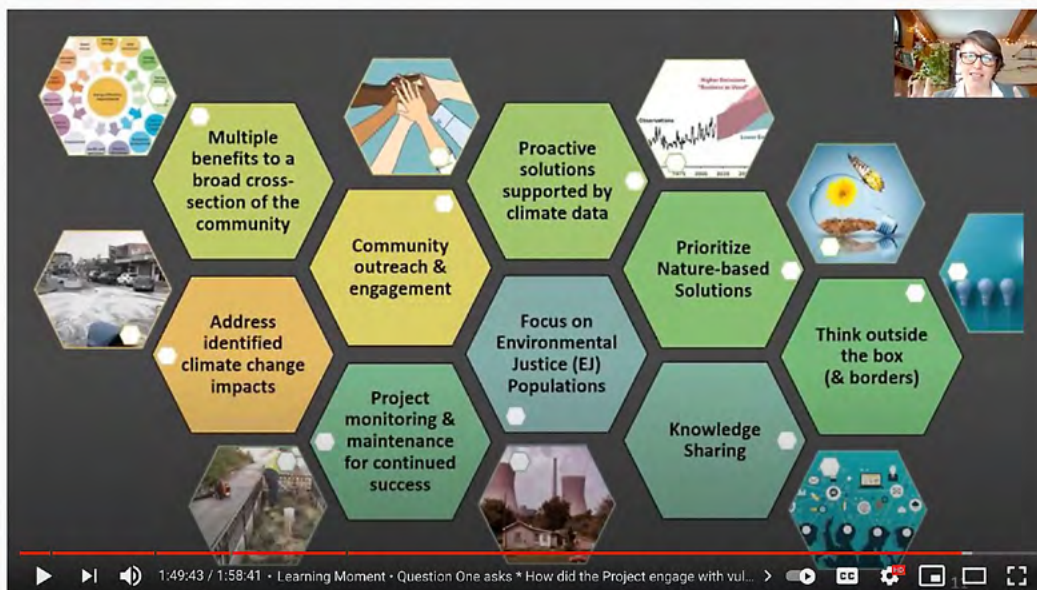 Multiple
benefits to a
broad cross-
section of the
community
Community
outreach &
engagement
Proactive
solutions
supported by
climate data
Higher Emissions
"Business as Usual"
Observations
Prioritize
Nature-based
Solutions
Address
identified
climate change
impacts
Focus on
Environmental
Justice (EJ)
Populations
Think outside
the box
(& borders)
Project
monitoring &
maintenance
for continued
success
Knowledge
Sharing
1:49:43 / 1:58:41 • Learning Moment • Question One asks * How did the Project engage with vul... >
CC
HD
11